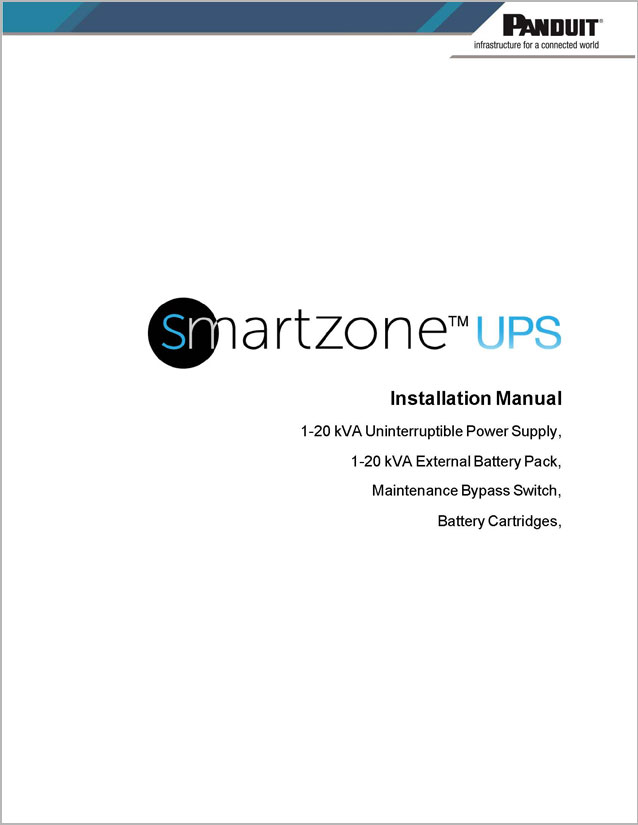 PANDUIT®
infrastructure for a connected world
smartzone™ UPS
Installation Manual
1-20 kVA Uninterruptible Power Supply,
1-20 kVA External Battery Pack,
Maintenance Bypass Switch,
Battery Cartridges,